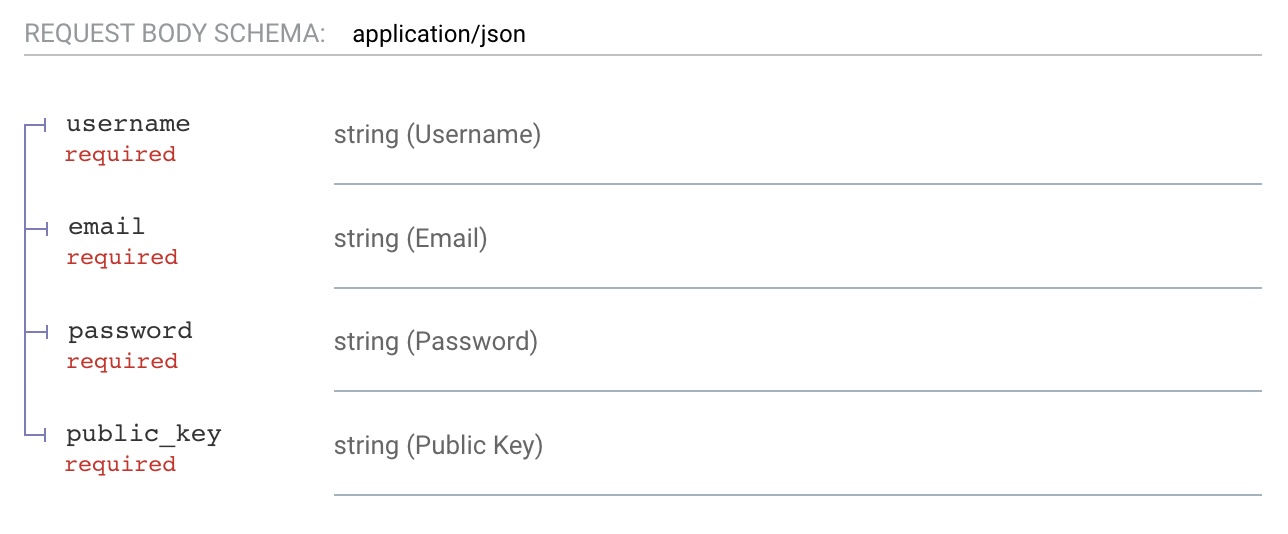 REQUEST BODY SCHEMA: application/json
username
required
string (Username)
email
required
string (Email)
password
required
string (Password)
public_key
required
string (Public Key)